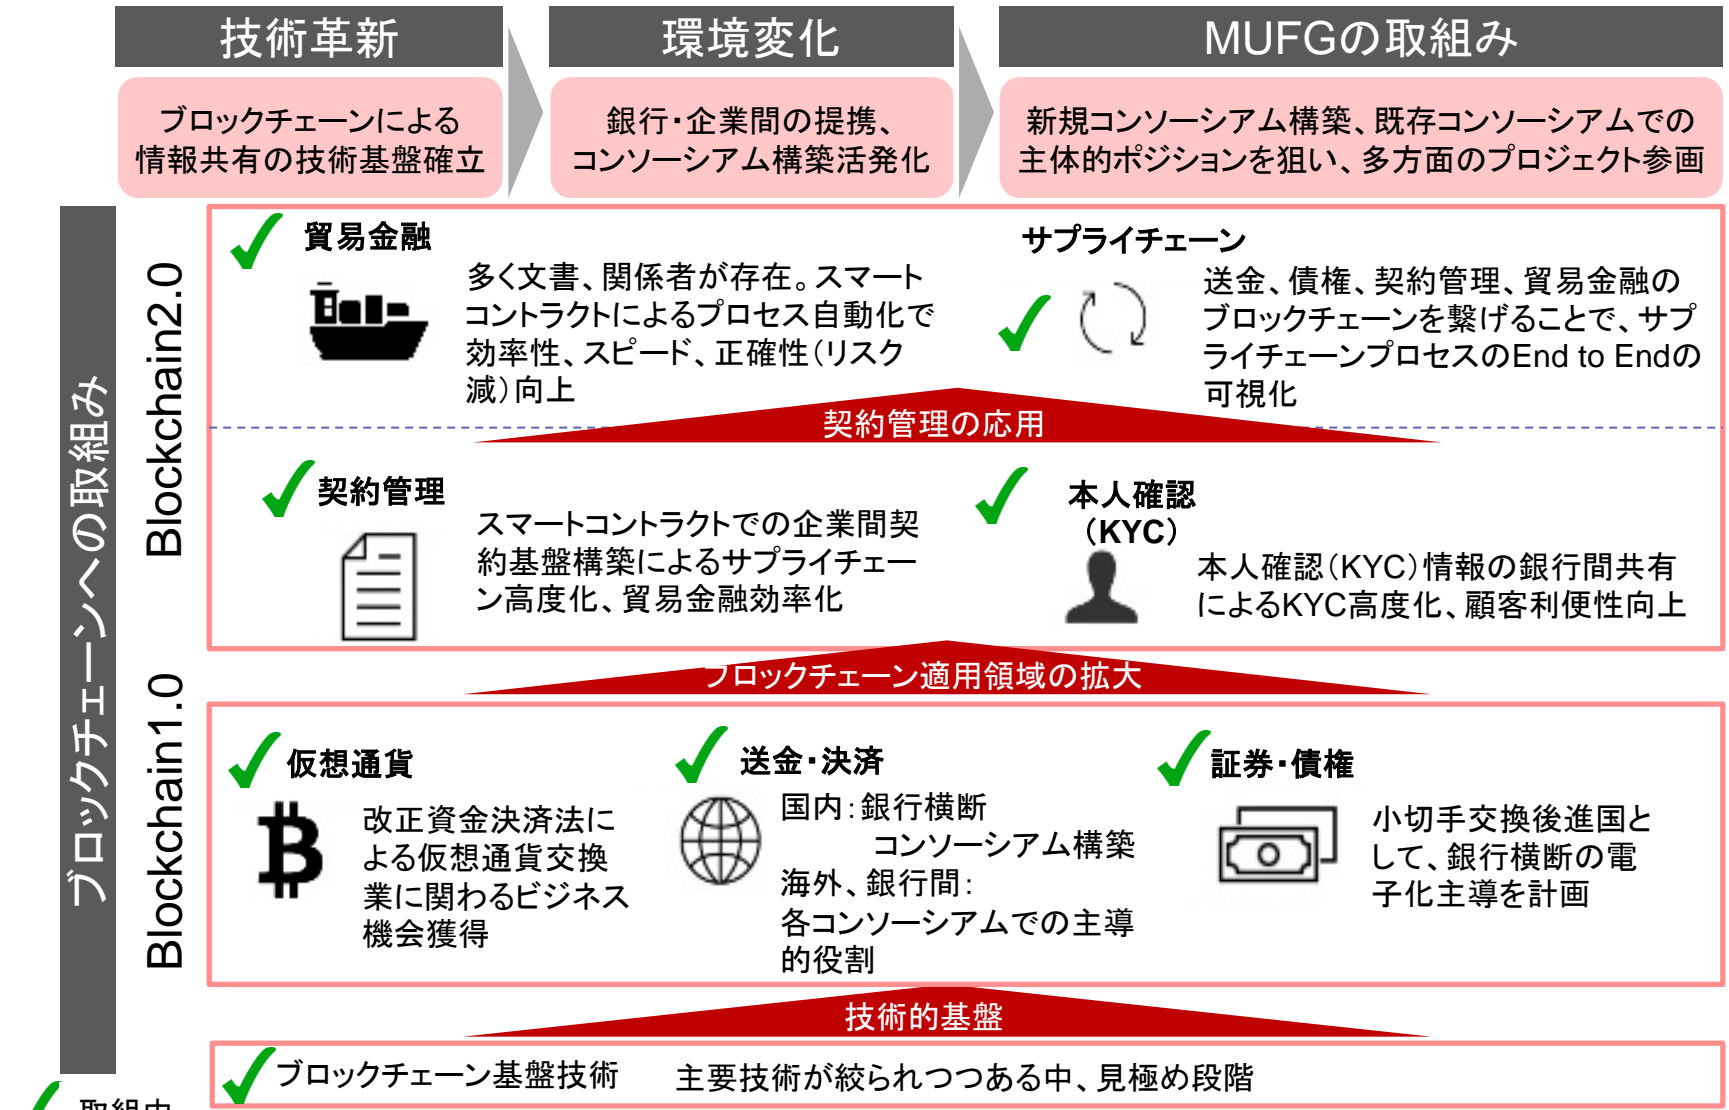 技術革新
環境変化
MUFGの取組み
ブロックチェーンによる
情報共有の技術基盤確立
銀行・企業間の提携、
コンソーシアム構築活発化
新規コンソーシアム構築、既存コンソーシアムでの
主体的ポジションを狙い、多方面のプロジェクト参画
ブロックチェーンへの取組み
Blockchain2.0
貿易金融
多く文書、関係者が存在。スマート
コントラクトによるプロセス自動化で
効率性、スピード、正確性（リスク
減）向上
サプライチェーン
送金、債権、契約管理、貿易金融の
ブロックチェーンを繋げることで、サプ
ライチェーンプロセスのEnd to Endの
可視化
契約管理の応用
契約管理
スマートコントラクトでの企業間契
約基盤構築によるサプライチェー
ン高度化、貿易金融効率化
本人確認
（KYC）
本人確認（KYC）情報の銀行間共有
によるKYC高度化、顧客利便性向上
ブロックチェーン適用領域の拡大
Blockchain1.0
仮想通貨
改正資金決済法に
よる仮想通貨交換
業に関わるビジネス
機会獲得
送金・決済
国内：銀行横断
コンソーシアム構築
海外、銀行間：
各コンソーシアムでの主導
的役割
証券・債権
小切手交換後進国と
して、銀行横断の電
子化主導を計画
技術的基盤
ブロックチェーン基盤技術 主要技術が絞られつつある中、見極め段階
取組中